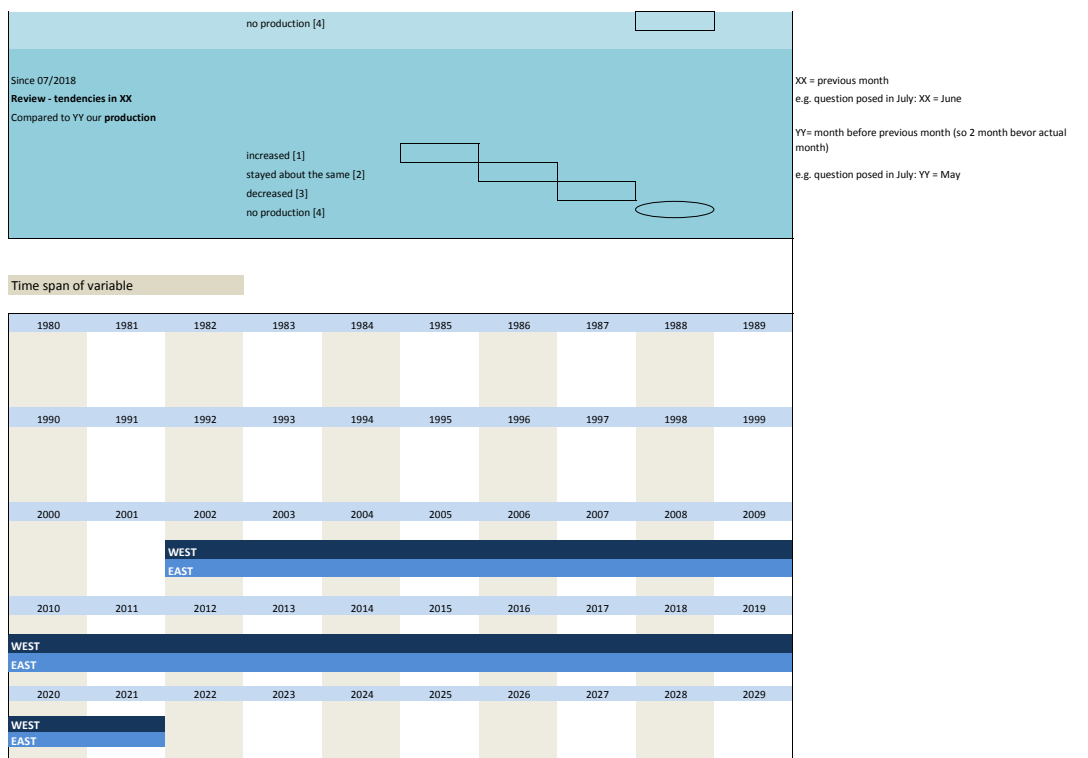 no production [4]
Since 07/2018
XX = previous month
Review - tendencies in XX
e.g. question posed in July: XX = June
Compared to YY our production
YY= month before previous month (so 2 month bevor actual
month)
increased [1]
stayed about the same [2]
e.g. question posed in July: YY = May
decreased [3]
no production [4]
Time span of variable
1980 1981 1982 1983 1984 1985 1986 1987 1988 1989
1990 1991 1992 1993 1994 1995 1996 1997 1998 1999
2000 2001 2002 2003 2004 2005 2006 2007 2008 2009
WEST
EAST
2010 2011 2012 2013 2014 2015 2016 2017 2018 2019
WEST
EAST
2020 2021 2022 2023 2024 2025 2026 2027 2028 2029
WEST
EAST